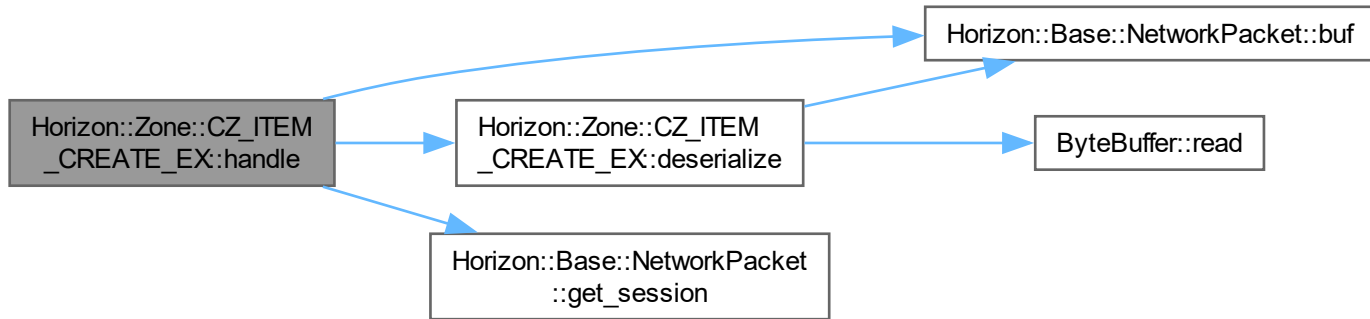 Horizon::Zone::CZ_ITEM
_CREATE_EX::handle
Horizon::Base::NetworkPacket::buf
Horizon::Zone::CZ_ITEM
_CREATE_EX::deserialize
ByteBuffer::read
Horizon::Base::NetworkPacket
::get_session